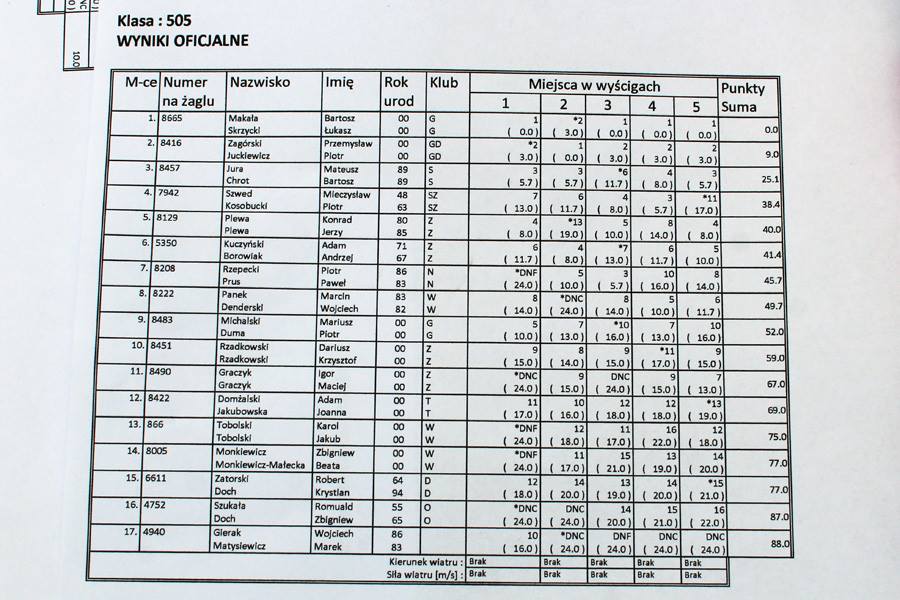 NC
0 )
10.0
Klasa : 505
WYNIKI OFICJALNE
M-ce Numer na żaglu Nazwisko Imię Rok urod Klub Miejsca w wyścigach Punkty Suma
1 2 3 4 5
1. 8665 Makała Bartosz 00 G 1 *2 1 1 1 0.0
Skrzycki Łukasz 00 G ( 0.0) ( 3.0) ( 0.0) ( 0.0) ( 0.0)
2. 8416 Zagórski Przemysław 00 GD *2 1 2 2 2 9.0
Juckiewicz Piotr 00 GD ( 3.0) ( 0.0) ( 3.0) ( 3.0) ( 3.0)
3. 8457 Jura Mateusz 89 S 3 3 *6 4 3 25.1
Chrot Bartosz 89 S ( 5.7) ( 5.7) ( 11.7) ( 8.0) ( 5.7)
4. 7942 Szwed Mieczysław 48 SZ 7 6 4 3 *11 38.4
Kosobucki Piotr 63 SZ ( 13.0) ( 11.7) ( 8.0) ( 5.7) ( 17.0)
5. 8129 Plewa Konrad 80 Z 4 *13 5 8 4 40.0
Plewa Jerzy 85 Z ( 8.0) ( 19.0) ( 10.0) ( 14.0) ( 8.0)
6. 5350 Kuczyński Adam 71 Z 6 4 *7 6 5 41.4
Borowiak Andrzej 67 Z ( 11.7) ( 8.0) ( 13.0) ( 11.7) ( 10.0)
7. 8208 Rzepecki Piotr 86 N *DNF 5 3 10 8 45.7
Prus Paweł 83 N ( 24.0) ( 10.0) ( 5.7) ( 16.0) ( 14.0)
8. 8222 Panek Marcin 83 W 8 *DNC 8 5 6 49.7
Denderski Wojciech 82 W ( 14.0) ( 24.0) ( 14.0) ( 10.0) ( 11.7)
9. 8483 Michalski Mariusz 00 G 5 7 *10 7 10 52.0
Duma Piotr 00 G ( 10.0) ( 13.0) ( 16.0) ( 13.0) ( 16.0)
10. 8451 Rzadkowski Dariusz 00 Z 9 8 9 *11 9 59.0
Rzadkowski Krzysztof 00 Z ( 15.0) ( 14.0) ( 15.0) ( 17.0) ( 15.0)
11. 8490 Graczyk Igor 00 Z *DNC 9 DNC 9 7 67.0
Graczyk Maciej 00 Z ( 24.0) ( 15.0) ( 24.0) ( 15.0) ( 13.0)
12. 8422 Domżalski Adam 00 T 11 10 12 12 *13 69.0
Jakubowska Joanna 00 T ( 17.0) ( 16.0) ( 18.0) ( 18.0) ( 19.0)
13. 866 Tobolski Karol 00 W *DNF 12 11 16 12 75.0
Tobolski Jakub 00 W ( 24.0) ( 18.0) ( 17.0) ( 22.0) ( 18.0)
14. 8005 Monkiewicz Zbigniew 00 W *DNF 11 15 13 14 77.0
Monkiewicz-Małecka Beata 00 W ( 24.0) ( 17.0) ( 21.0) ( 19.0) ( 20.0)
15. 6611 Zatorski Robert 64 D 12 14 13 14 *15 77.0
Doch Krystian 94 D ( 18.0) ( 20.0) ( 19.0) ( 20.0) ( 21.0)
16. 4752 Szukała Romuald 55 O *DNC DNC 14 15 16 87.0
Doch Zbigniew 65 O ( 24.0) ( 24.0) ( 20.0) ( 21.0) ( 22.0)
17. 4940 Gierak Wojciech 86 10 *DNC DNF DNC DNC 88.0
Matysiewicz Marek 83 ( 16.0) ( 24.0) ( 24.0) ( 24.0) ( 24.0)
Kierunek wiatru : Brak Brak Brak Brak Brak
Siła wiatru [m/s] : Brak Brak Brak Brak Brak